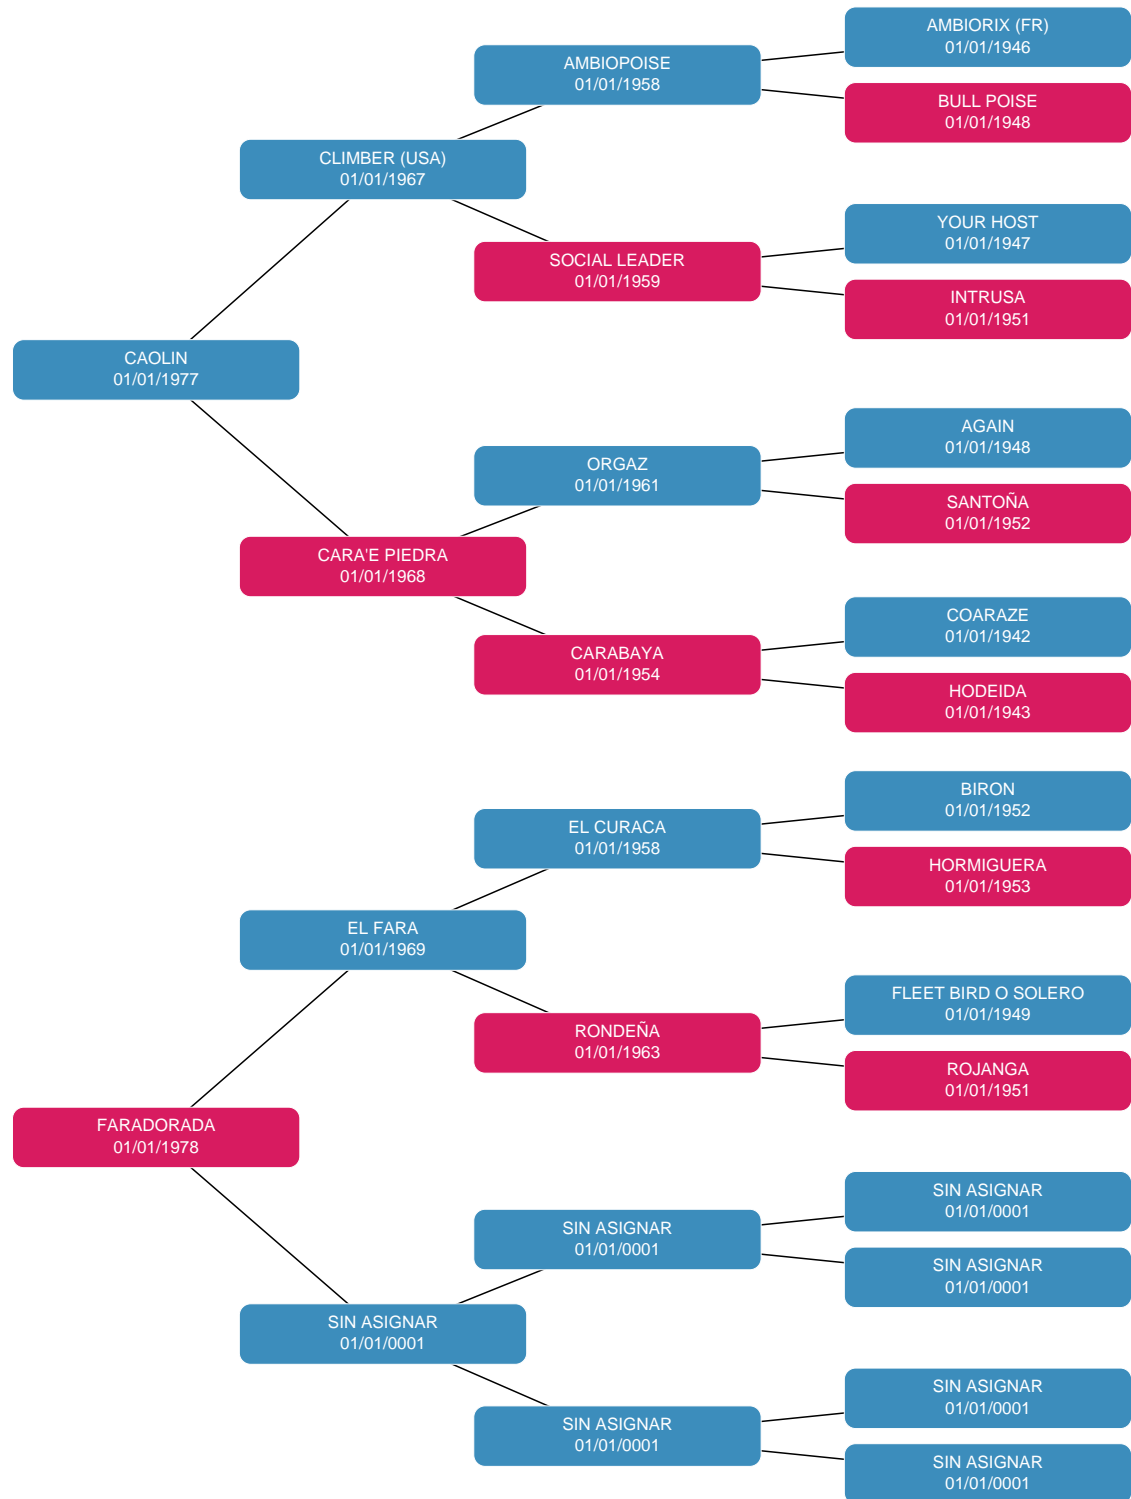 AMBIORIX (FR)
01/01/1946
AMBIOPOISE
01/01/1958
BULL POISE
01/01/1948
CLIMBER (USA)
01/01/1967
YOUR HOST
01/01/1947
SOCIAL LEADER
01/01/1959
INTRUSA
01/01/1951
CAOLIN
01/01/1977
AGAIN
01/01/1948
ORGAZ
01/01/1961
SANTOÑA
01/01/1952
CARA'E PIEDRA
01/01/1968
COARAZE
01/01/1942
CARABAYA
01/01/1954
HODEIDA
01/01/1943
BIRON
01/01/1952
EL CURACA
01/01/1958
HORMIGUERA
01/01/1953
EL FARA
01/01/1969
FLEET BIRD O SOLERO
01/01/1949
RONDEÑA
01/01/1963
ROJANGA
01/01/1951
FARADORADA
01/01/1978
SIN ASIGNAR
01/01/0001
SIN ASIGNAR
01/01/0001
SIN ASIGNAR
01/01/0001
SIN ASIGNAR
01/01/0001
SIN ASIGNAR
01/01/0001
SIN ASIGNAR
01/01/0001
SIN ASIGNAR
01/01/0001